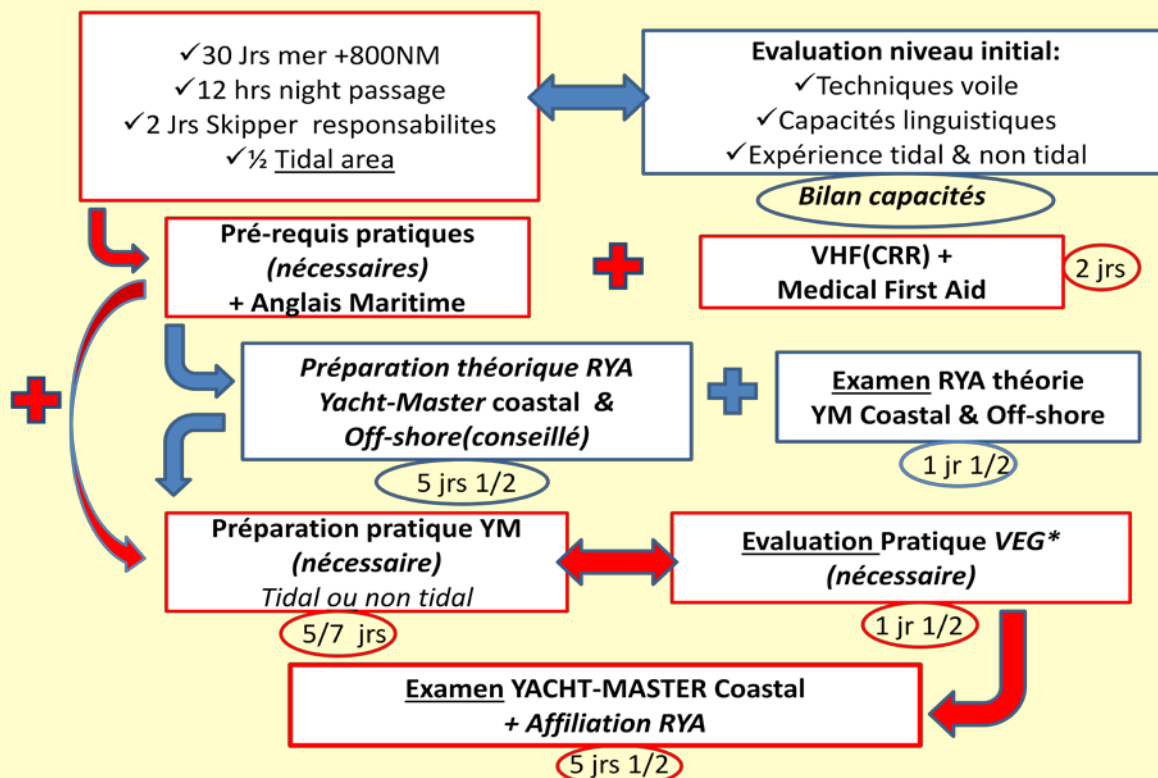 ✓30 Jrs mer +800NM
✓12 hrs night passage
✓2 Jrs Skipper responsabilites
✓½ Tidal area
Evaluation niveau initial:
✓Techniques voile
✓Capacités linguistiques
✓Expérience tidal & non tidal
Bilan capacités
Pré-requis pratiques
(nécessaires)
+ Anglais Maritime
VHF(CRR) +
Medical First Aid
2 jrs
Préparation théorique RYA
Yacht-Master coastal &
Off-shore(conseillé)
5 jrs 1/2
Examen RYA théorie
YM Coastal & Off-shore
1 jr 1/2
Préparation pratique YM
(nécessaire)
Tidal ou non tidal
5/7 jrs
Evaluation Pratique VEG*
(nécessaire)
1 jr 1/2
Examen YACHT-MASTER Coastal
+ Affiliation RYA
5 jrs 1/2